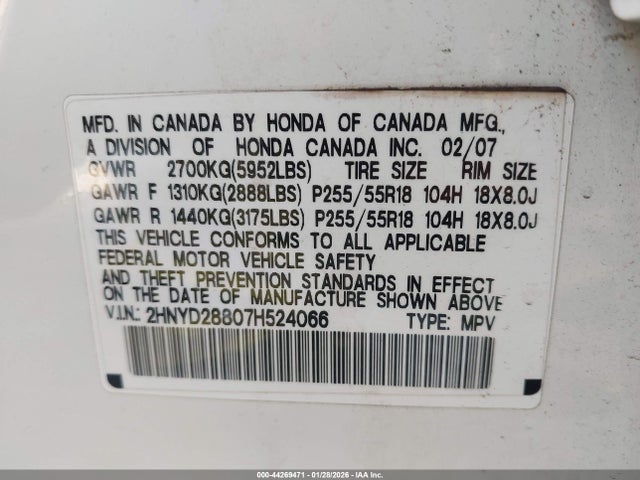 MFD. IN CANADA BY HONDA OF CANADA MFG.,
A DIVISION OF HONDA CANADA INC. 02/07
GVWR 2700KG(5952LBS) TIRE SIZE RIM SIZE
GAWR F 1310KG(2888LBS) P255/55R18 104H 18X8.0J
GAWR R 1440KG(3175LBS) P255/55R18 104H 18X8.0J
THIS VEHICLE CONFORMS TO ALL APPLICABLE
FEDERAL MOTOR VEHICLE SAFETY
AND THEFT PREVENTION STANDARDS IN EFFECT
ON THE DATE OF MANUFACTURE SHOWN ABOVE.
V.I.N.: 2HNYD28807H524066 TYPE: MPV
000-44269471 - 01/28/2026 - IAA Inc. - Copyright